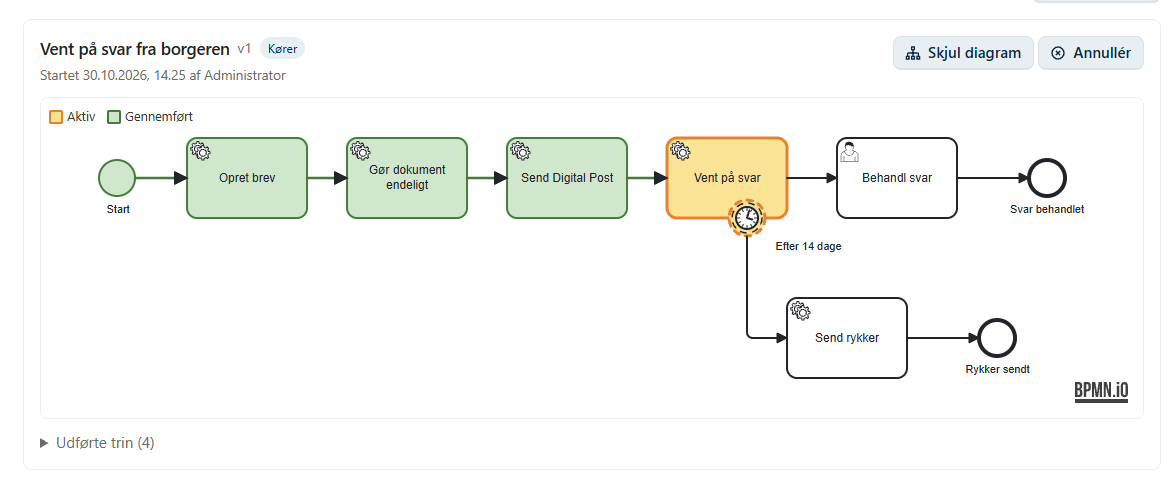 Vent på svar fra borgeren v1 Kører
Skjul diagram
Annullér
Startet 30.10.2026, 14.25 af Administrator
Aktiv
Gennemført
Start
Opret brev
Gør dokument
endeligt
Send Digital Post
Vent på svar
Behandl svar
Svar behandlet
Efter 14 dage
Send rykker
Rykker sendt
BPMN.iO
Udførte trin (4)